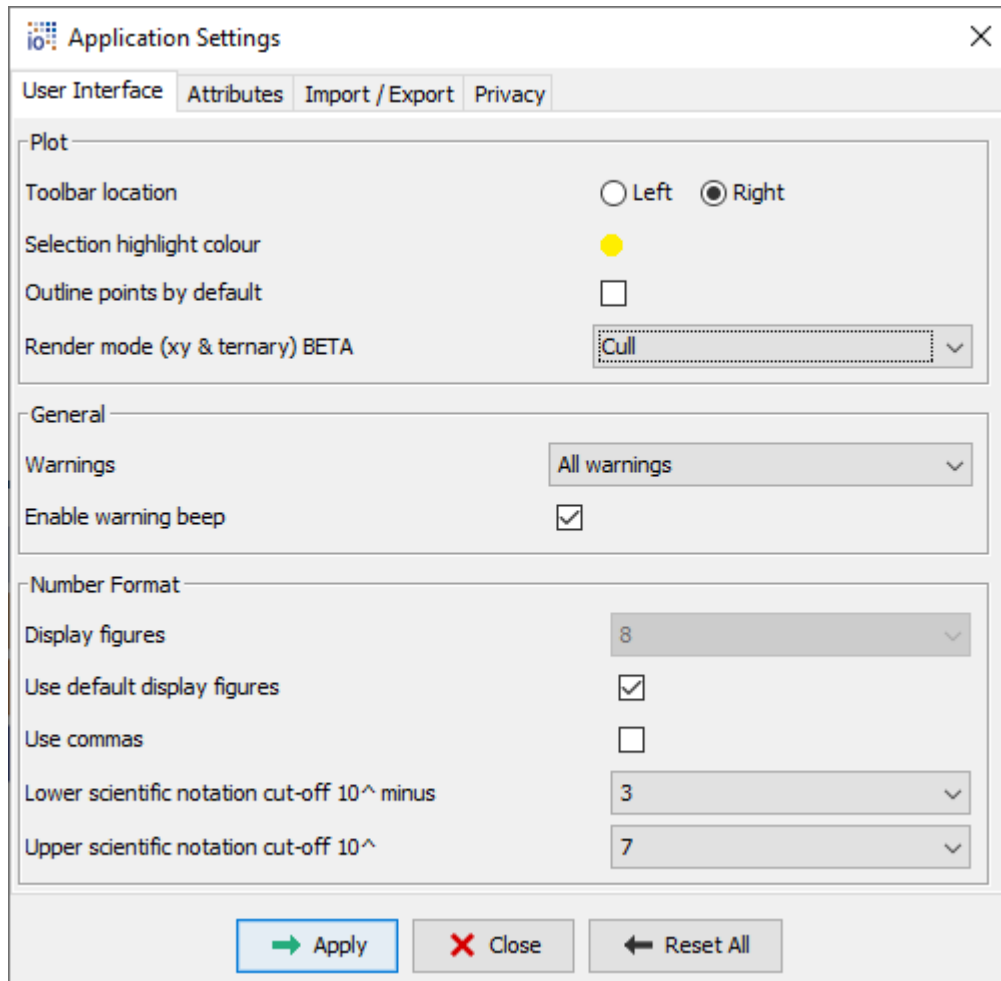 io Application Settings
User Interface Attributes Import / Export Privacy
Plot
Toolbar location Left Right
Selection highlight colour
Outline points by default
Render mode (xy & ternary) BETA Cull
General
Warnings All warnings
Enable warning beep
Number Format
Display figures 8
Use default display figures
Use commas
Lower scientific notation cut-off 10^ minus 3
Upper scientific notation cut-off 10^ 7
Apply Close Reset All